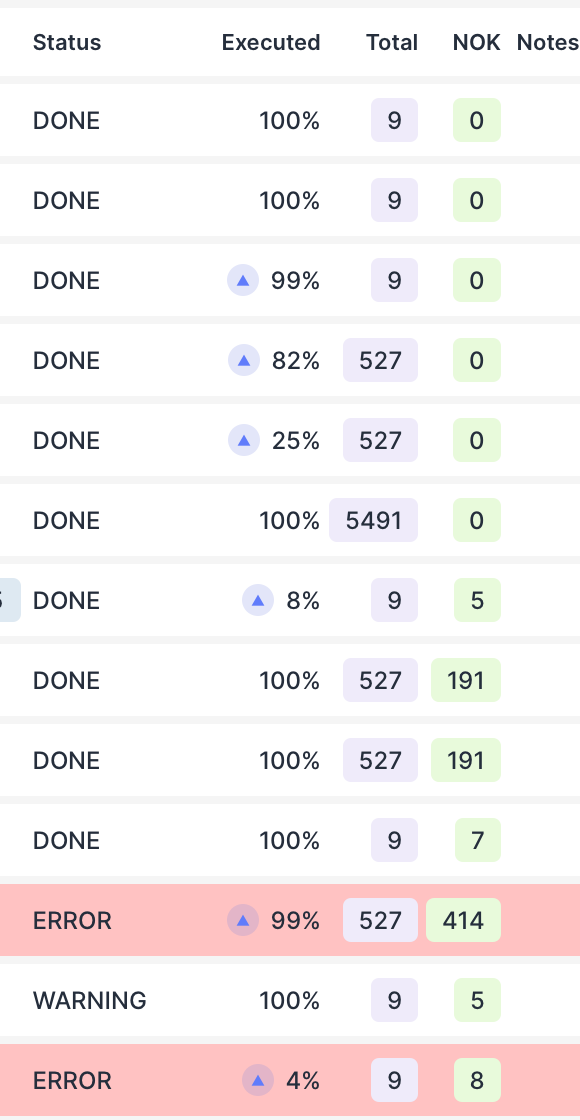 Status Executed Total NOK Notes
DONE 100% 9 0
DONE 100% 9 0
DONE 99% 9 0
DONE 82% 527 0
DONE 25% 527 0
DONE 100% 5491 0
DONE 8% 9 5
DONE 100% 527 191
DONE 100% 527 191
DONE 100% 9 7
ERROR 99% 527 414
WARNING 100% 9 5
ERROR 4% 9 8